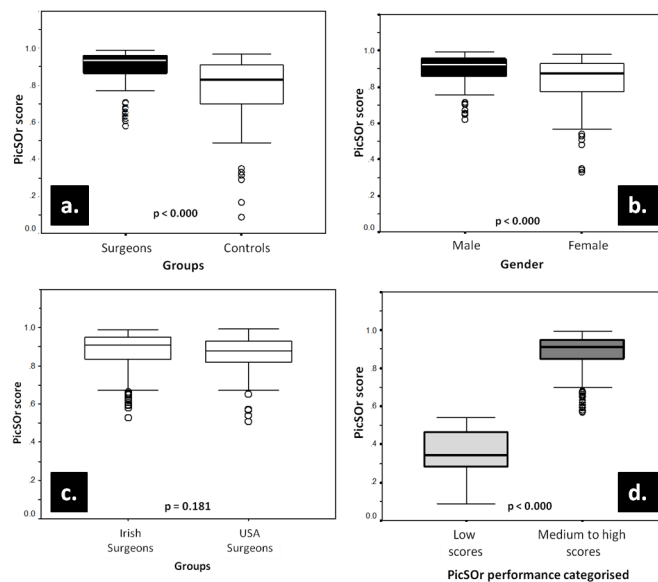 1.0
.8
.6
.4
.2
0.0
PicSOr score
a.
p < 0.000
Surgeons
Controls
Groups
1.0
.8
.6
.4
.2
0.0
PicSOr score
b.
p < 0.000
Male
Female
Gender
1.0
.8
.6
.4
.2
0.0
PicSOr score
c.
p = 0.181
Irish
Surgeons
USA
Surgeons
Groups
1.0
.8
.6
.4
.2
0.0
PicSOr score
d.
p < 0.000
Low
scores
Medium to high
scores
PicSOr performance categorised